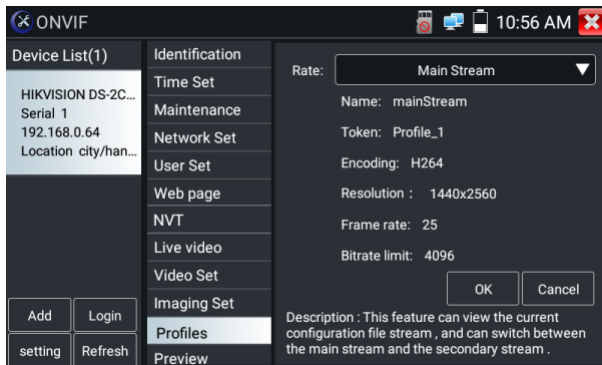 ONVIF
10:56 AM
Device List(1)
HIKVISION DS-2C...
Serial 1
192.168.0.64
Location city/han...
Add
Login
setting
Refresh
Identification
Time Set
Maintenance
Network Set
User Set
Web page
NVT
Live video
Video Set
Imaging Set
Profiles
Preview
Rate: Main Stream
Name: mainStream
Token: Profile_1
Encoding: H264
Resolution : 1440x2560
Frame rate: 25
Bitrate limit: 4096
OK
Cancel
Description : This feature can view the current
configuration file stream , and can switch between
the main stream and the secondary stream .